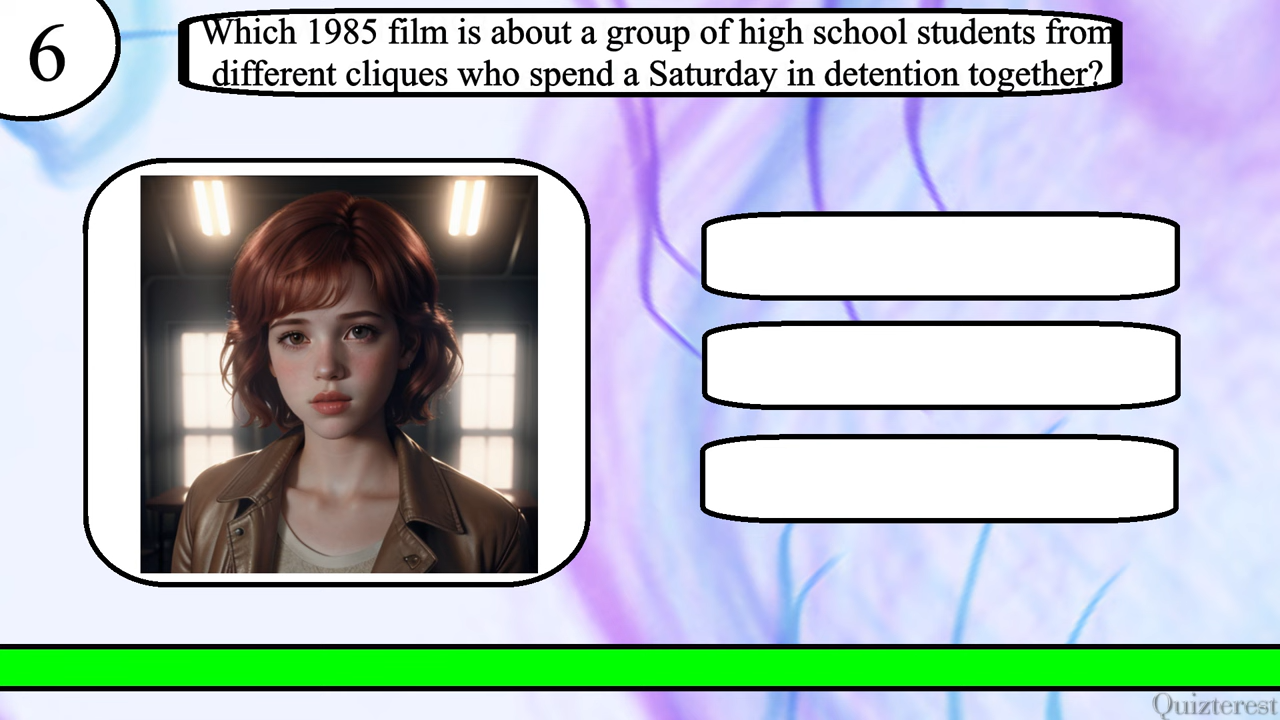 6
Which 1985 film is about a group of high school students from
different cliques who spend a Saturday in detention together?
Quizterest